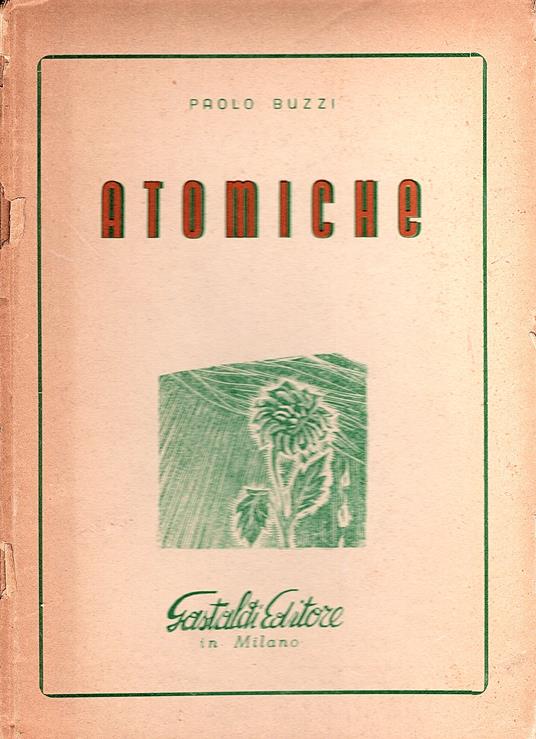 PAOLO BUZZI
ATOMICHE
Gastaldi Editore
in Milano